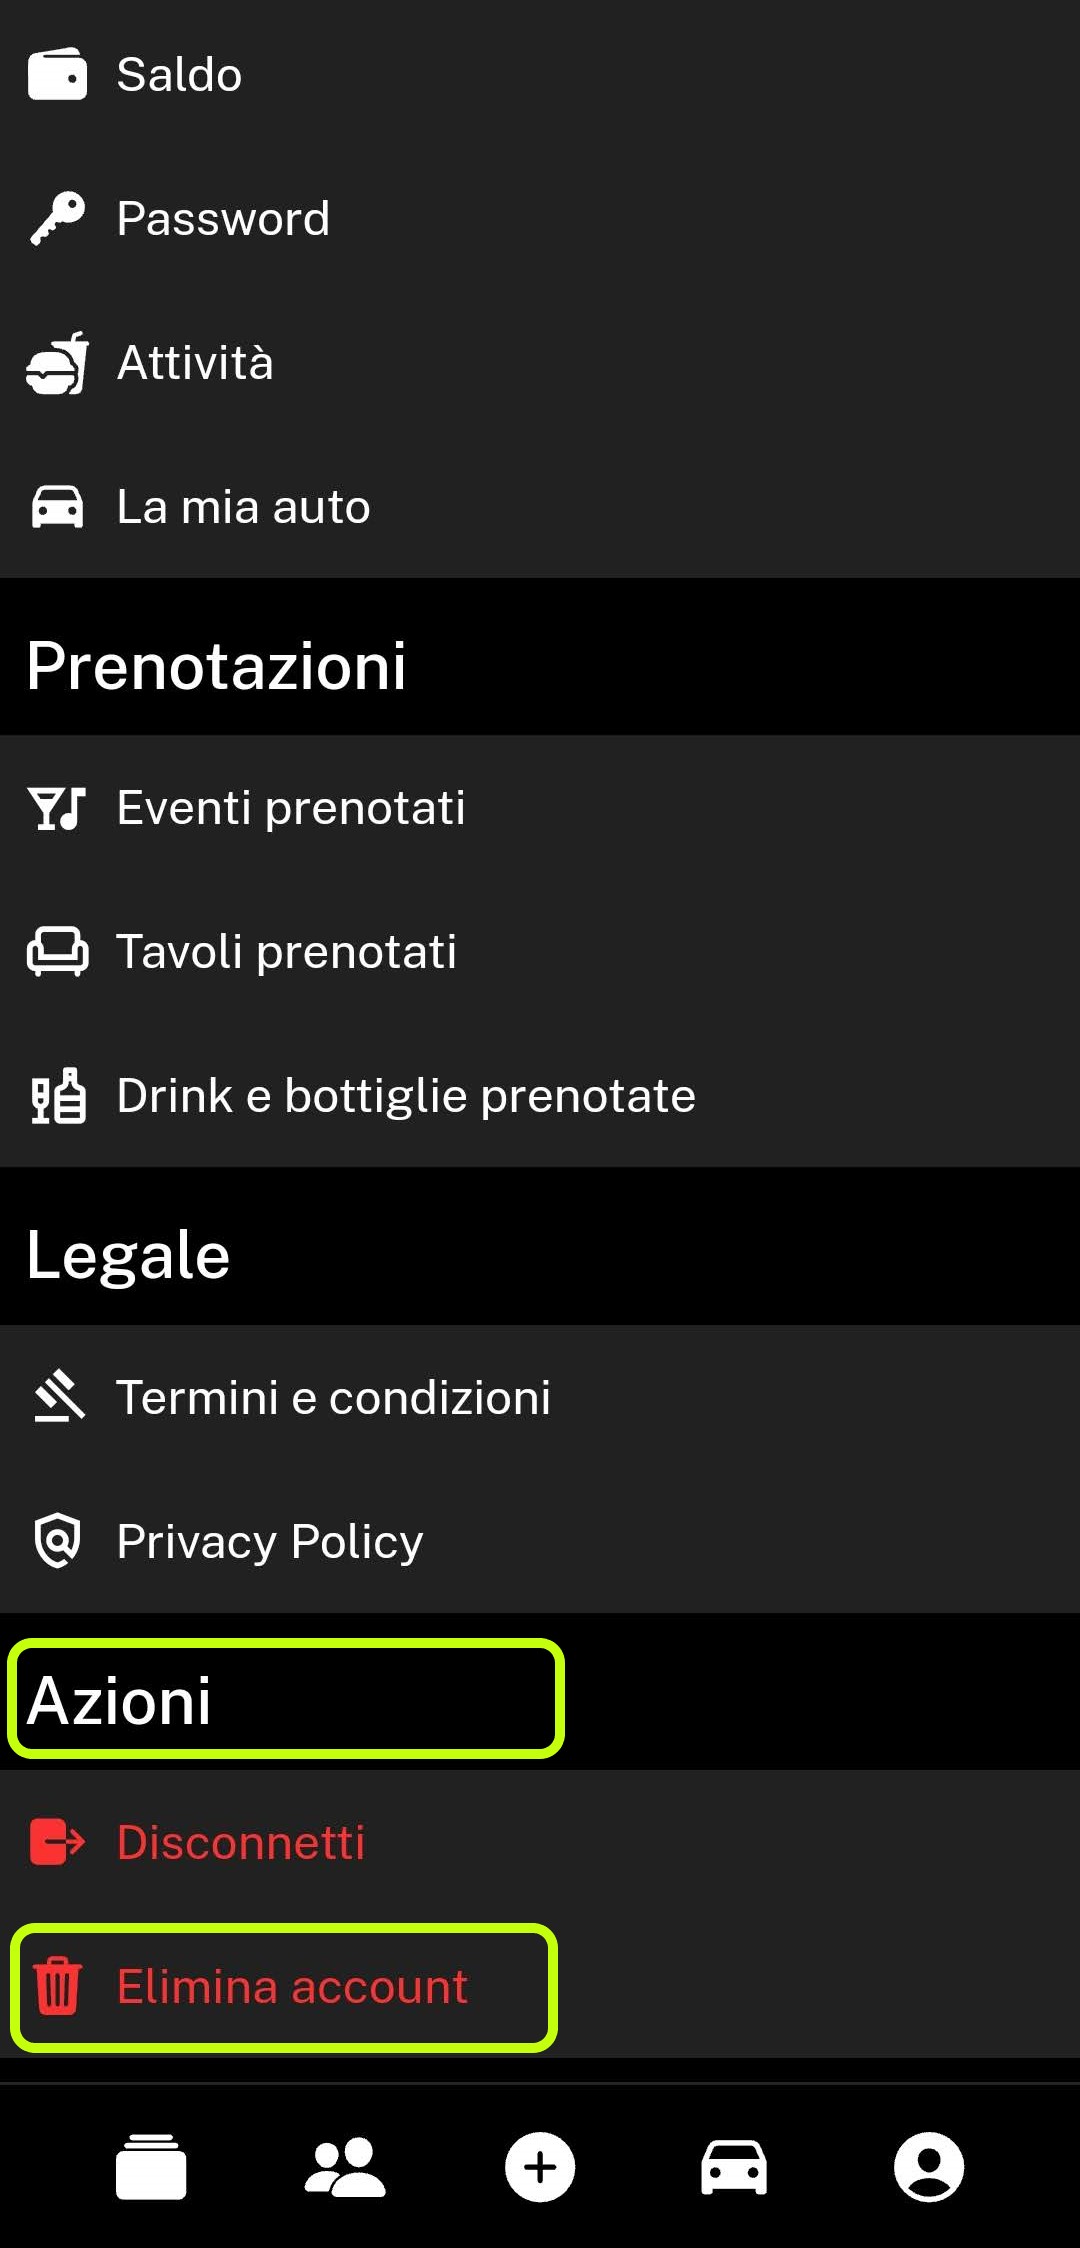 Saldo
Password
Attività
La mia auto
Prenotazioni
Eventi prenotati
Tavoli prenotati
Drink e bottiglie prenotate
Legale
Termini e condizioni
Privacy Policy
Azioni
Disconnetti
Elimina account